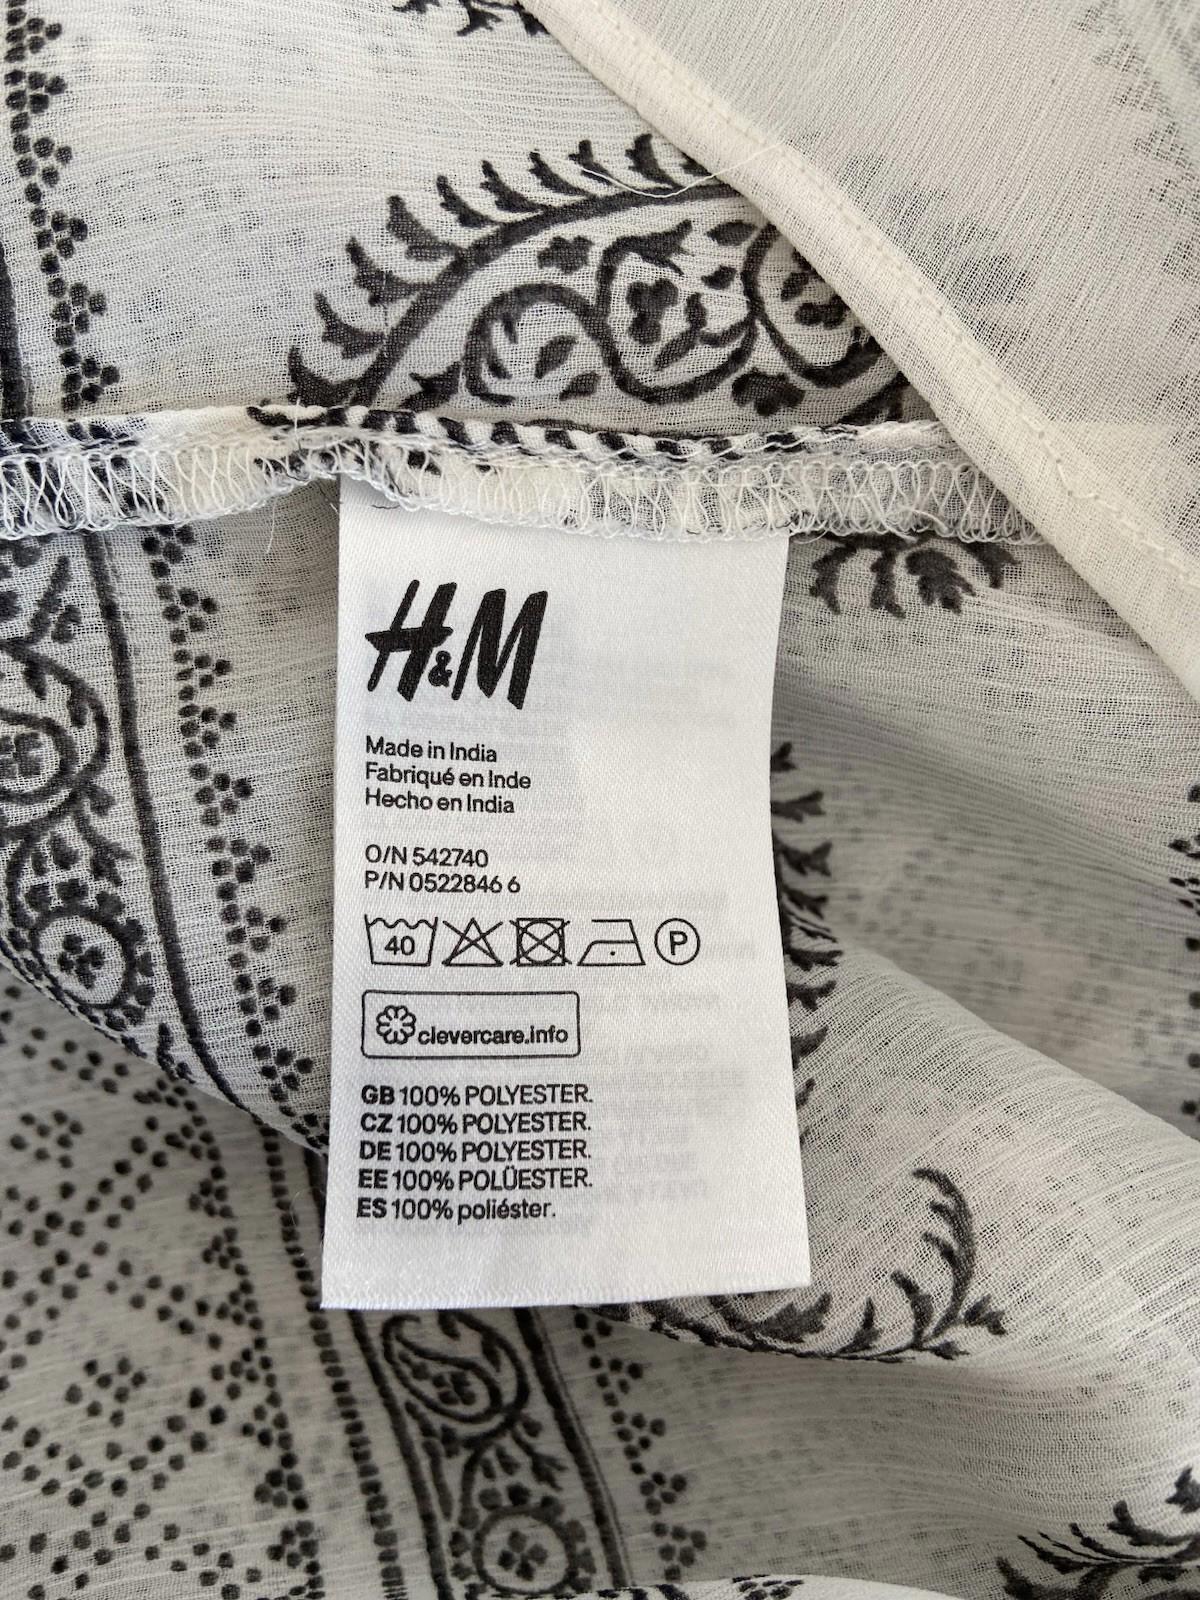 H&M
Made in India
Fabriqué en Inde
Hecho en India
O/N 542740
P/N 0522846 6
40 P
clevercare.info
GB 100% POLYESTER.
CZ 100% POLYESTER.
DE 100% POLYESTER.
EE 100% POLÜESTER.
ES 100% poliéster.